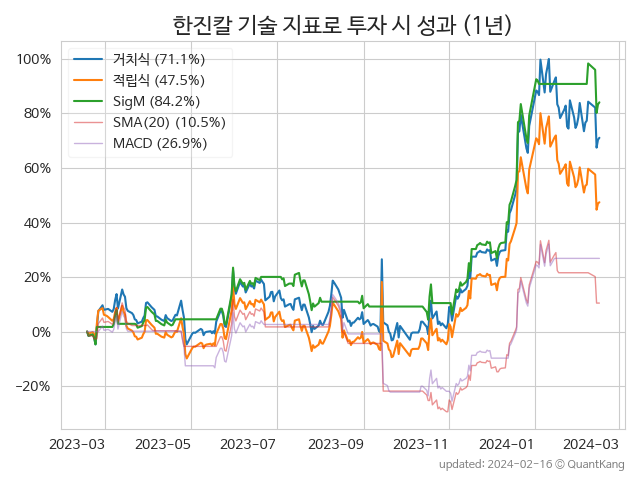 한진칼 기술 지표로 투자 시 성과 (1년)
거치식 (71.1%)
적립식 (47.5%)
SigM (84.2%)
SMA(20) (10.5%)
MACD (26.9%)
100%
80%
60%
40%
20%
0%
−20%
2023−03 2023−05 2023−07 2023−09 2023−11 2024−01 2024−03
updated: 2024-02-16 © QuantKang